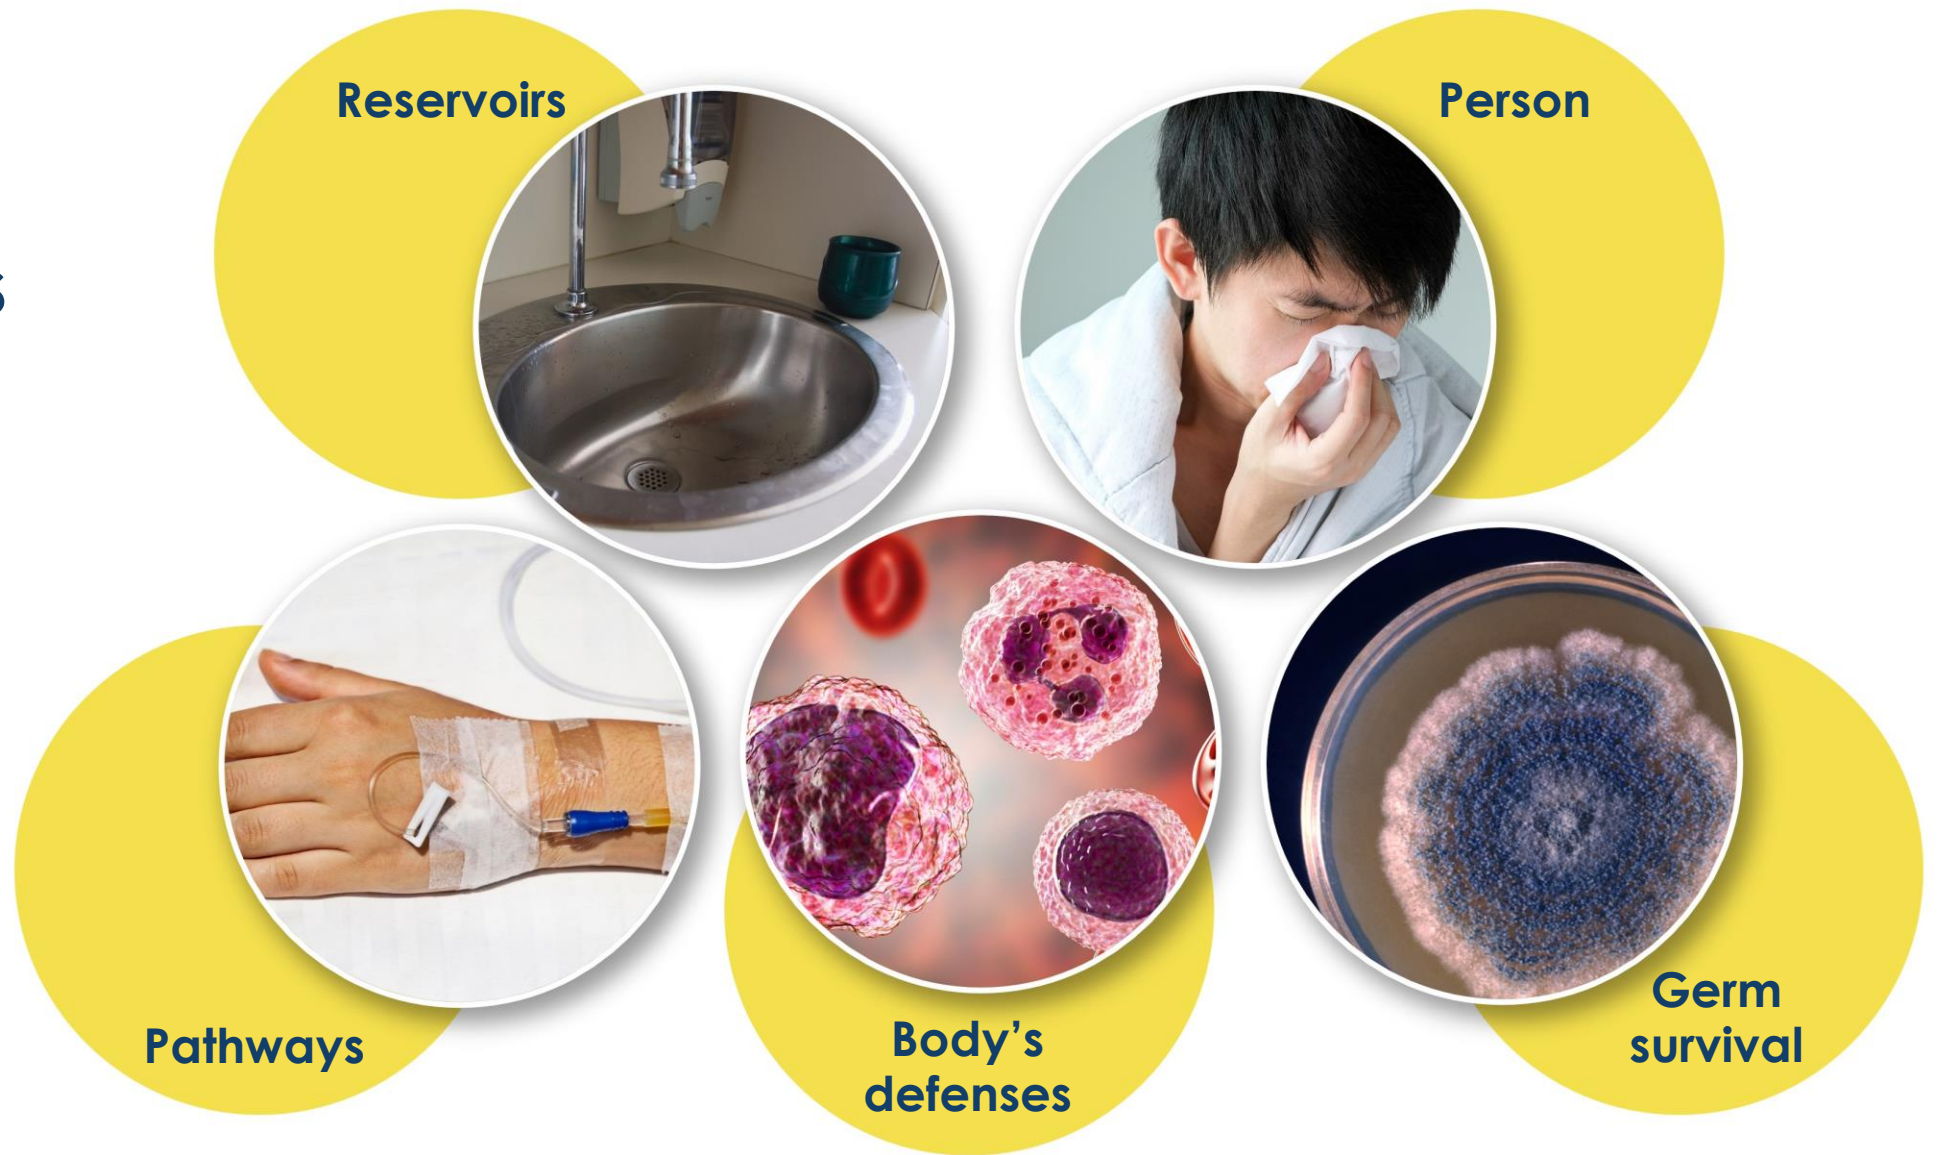 Reservoirs
Person
s
Pathways
Body’s
defenses
Germ
survival